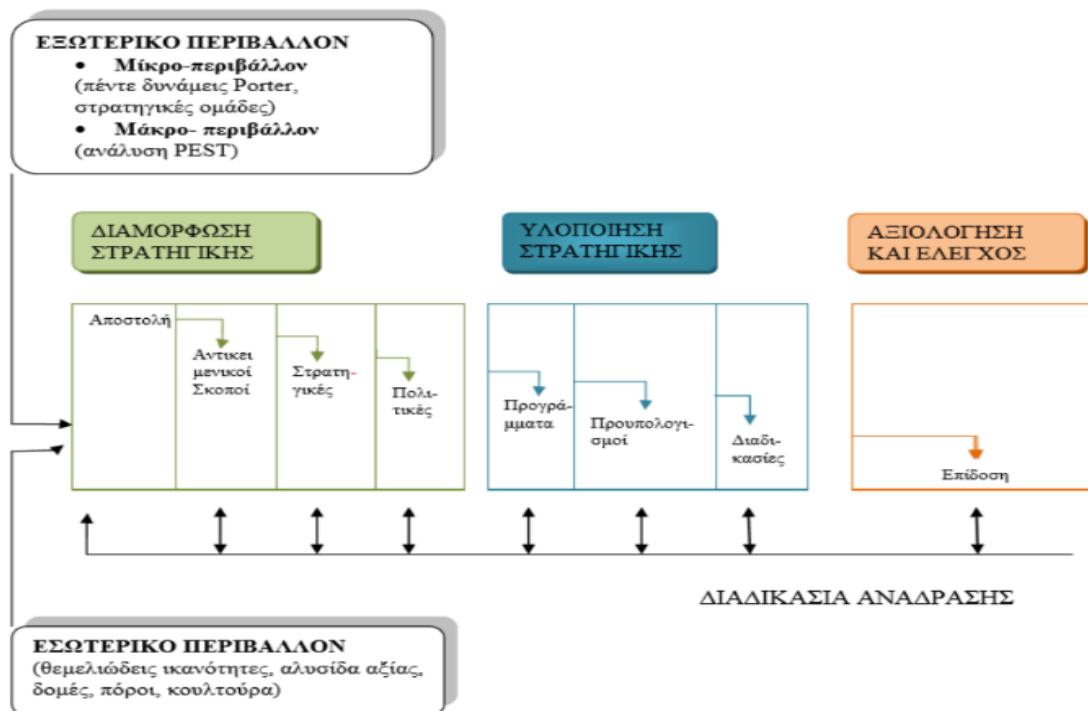 ΕΞΩΤΕΡΙΚΟ ΠΕΡΙΒΑΛΛΟΝ
• Μίκρο-περιβάλλον
(πέντε δυνάμεις Porter,
στρατηγικές ομάδες)
• Μάκρο- περιβάλλον
(ανάλυση PEST)
ΔΙΑΜΟΡΦΩΣΗ
ΣΤΡΑΤΗΓΙΚΗΣ
ΥΛΟΠΟΙΗΣΗ
ΣΤΡΑΤΗΓΙΚΗΣ
ΑΞΙΟΛΟΓΗΣΗ
ΚΑΙ ΕΛΕΓΧΟΣ
Αποστολή
Αντικει
μενικοί
Σκοποί
Στρατη-
γικές
Πολι-
τικές
Προγρά-
μματα
Προυπολογι-
σμοί
Διαδι-
κασίες
Επίδοση
ΔΙΑΔΙΚΑΣΙΑ ΑΝΑΔΡΑΣΗΣ
ΕΣΩΤΕΡΙΚΟ ΠΕΡΙΒΑΛΛΟΝ
(θεμελιώδεις ικανότητες, αλυσίδα αξίας,
δομές, πόροι, κουλτούρα)